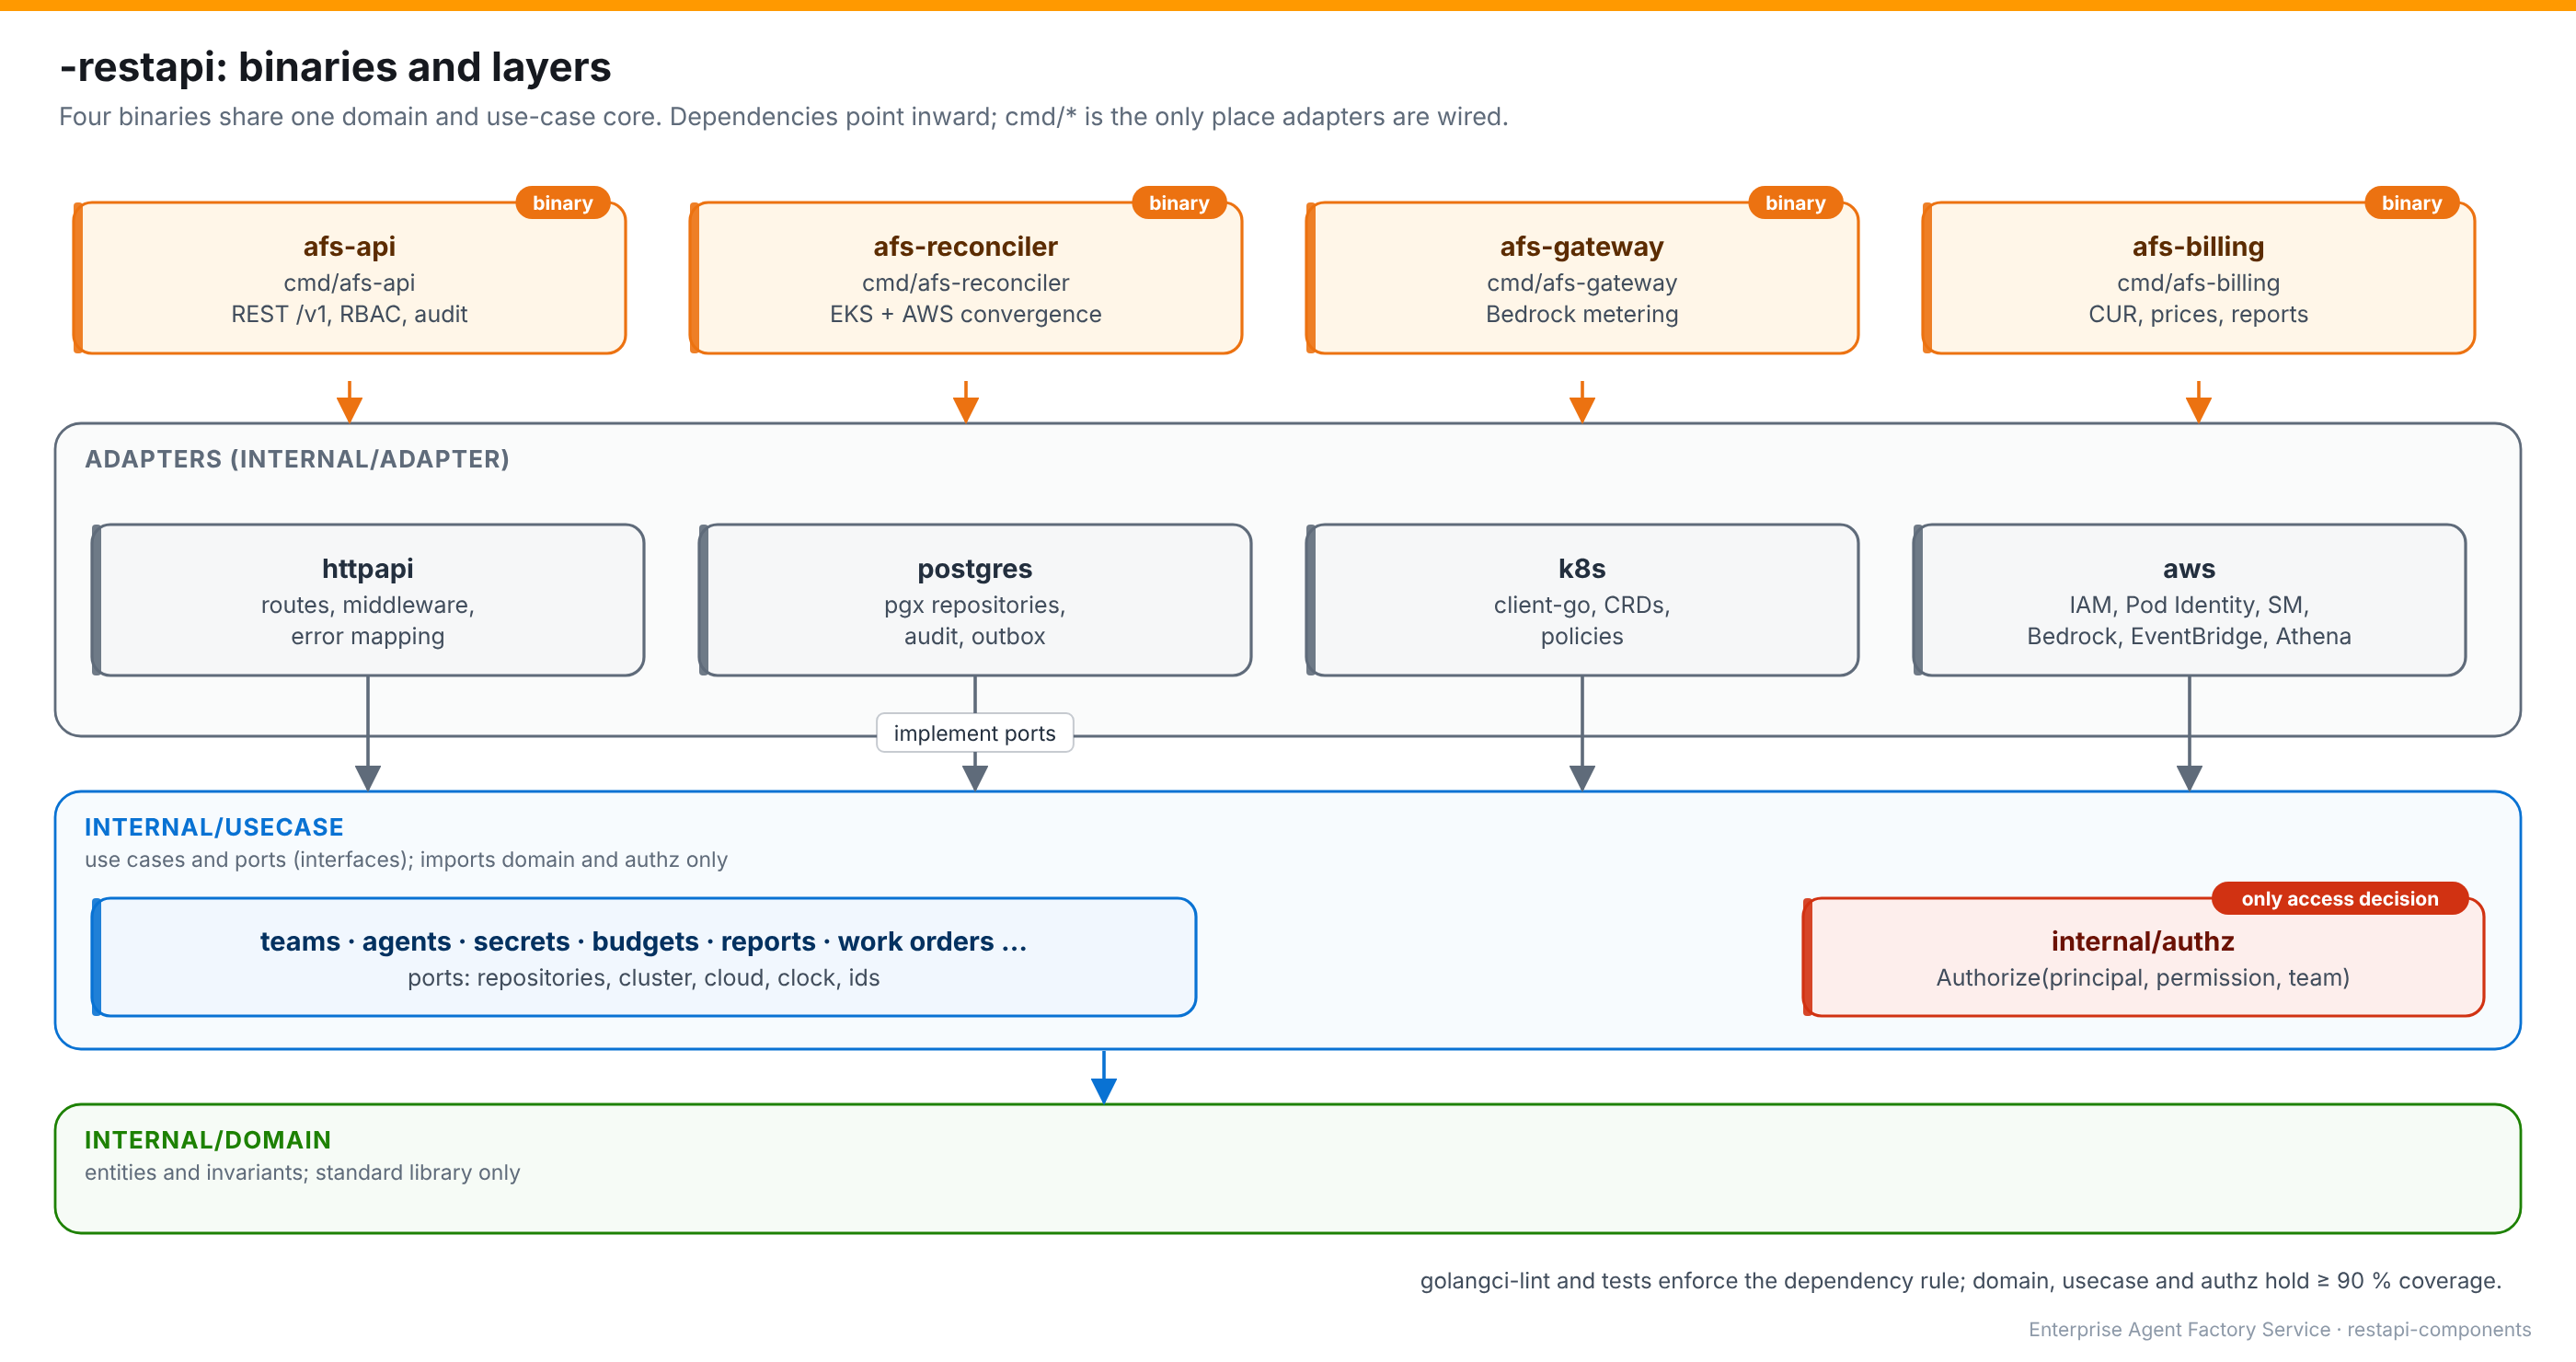 -restapi: binaries and layers
Four binaries share one domain and use-case core. Dependencies point inward; cmd/* is the only place adapters are wired.
binary
afs-api
cmd/afs-api
REST /v1, RBAC, audit
binary
afs-reconciler
cmd/afs-reconciler
EKS + AWS convergence
binary
afs-gateway
cmd/afs-gateway
Bedrock metering
binary
afs-billing
cmd/afs-billing
CUR, prices, reports
ADAPTERS (INTERNAL/ADAPTER)
httpapi
routes, middleware,
error mapping
postgres
pgx repositories,
audit, outbox
k8s
client-go, CRDs,
policies
aws
IAM, Pod Identity, SM,
Bedrock, EventBridge, Athena
implement ports
INTERNAL/USECASE
use cases and ports (interfaces); imports domain and authz only
teams · agents · secrets · budgets · reports · work orders ...
ports: repositories, cluster, cloud, clock, ids
only access decision
internal/authz
Authorize(principal, permission, team)
INTERNAL/DOMAIN
entities and invariants; standard library only
golangci-lint and tests enforce the dependency rule; domain, usecase and authz hold ≥ 90 % coverage.
Enterprise Agent Factory Service · restapi-components